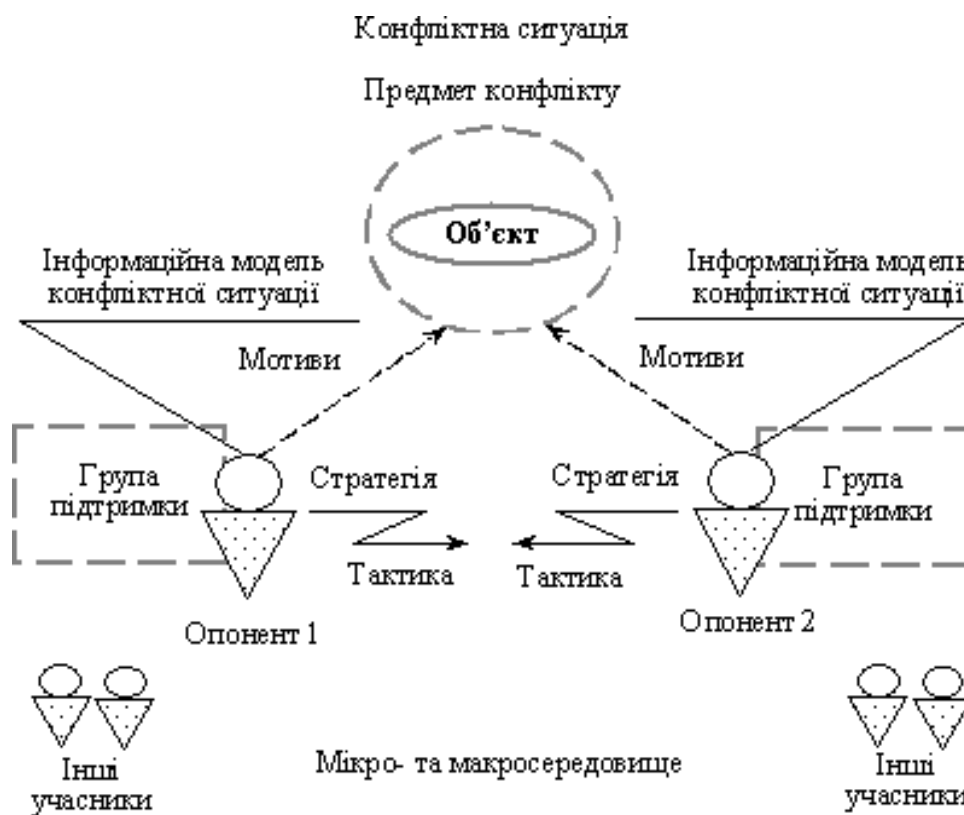 Конфліктна ситуація
Предмет конфлікту
Об’єкт
Інформаційна модель
конфліктної ситуації
Інформаційна модель
конфліктної ситуації
Мотиви
Мотиви
Група
підтримки
Стратегія
Стратегія
Група
підтримки
Тактика
Тактика
Опонент 1
Опонент 2
Інші
учасники
Мікро- та макросередовище
Інші
учасники